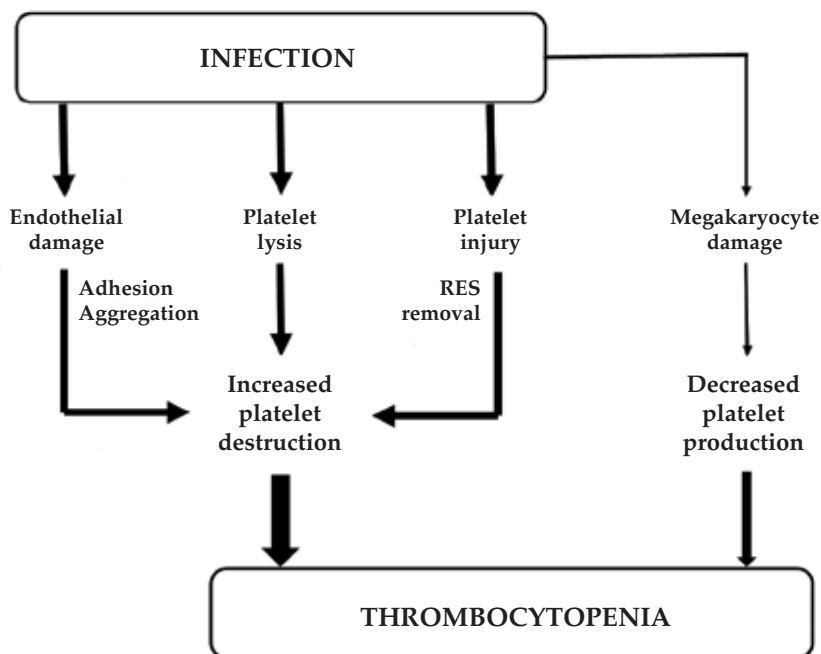 INFECTION
Endothelial
damage
Platelet
lysis
Platelet
injury
Megakaryocyte
damage
Adhesion
Aggregation
RES
removal
Increased
platelet
destruction
Decreased
platelet
production
THROMBOCYTOPENIA